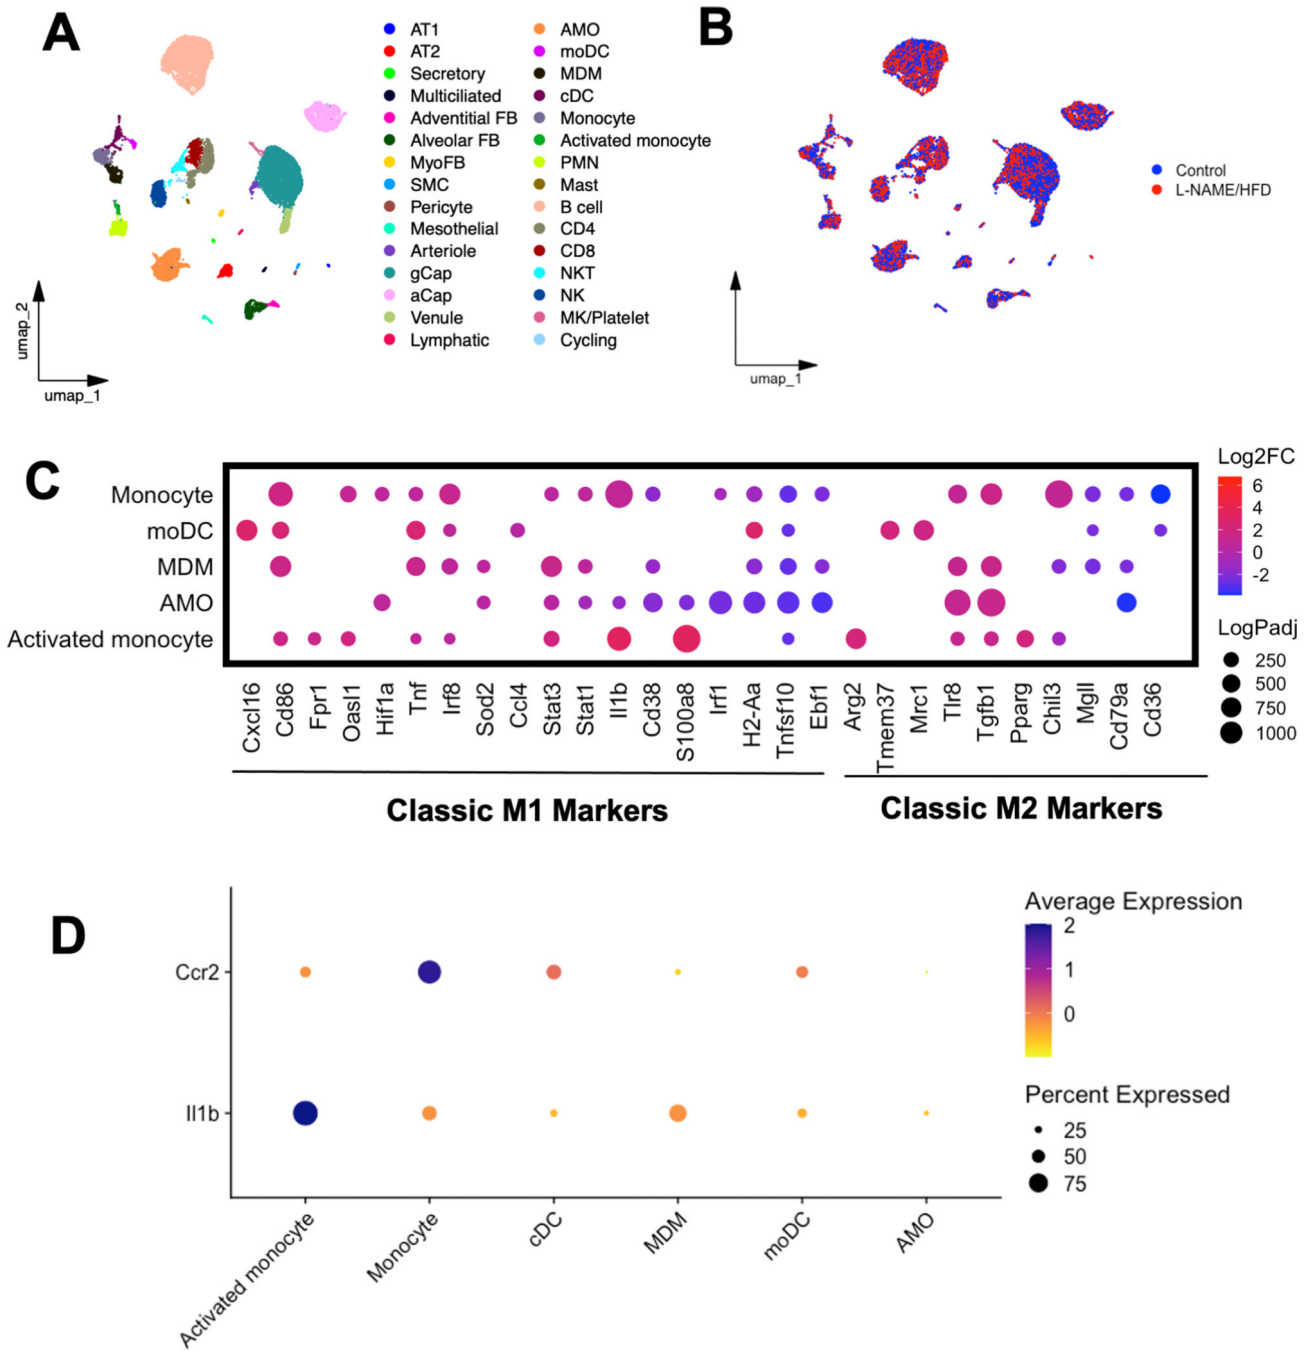 A
AT1
AT2
Secretory
Multiciliated
Adventitial FB
Alveolar FB
MyoFB
SMC
Pericyte
Mesothelial
Arteriole
gCap
aCap
Venule
Lymphatic
AMO
moDC
MDM
cDC
Monocyte
Activated monocyte
PMN
Mast
B cell
CD4
CD8
NKT
NK
MK/Platelet
Cycling
umap_2
umap_1
B
Control
L-NAME/HFD
umap_1
C
Monocyte
moDC
MDM
AMO
Activated monocyte
Cxcl16
Cd86
Fpr1
Oasl1
Hif1a
Tnf
Irf8
Sod2
Ccl4
Stat3
Stat1
Il1b
Cd38
S100a8
Irf1
H2-Aa
Tnfsf10
Ebf1
Arg2
Tmem37
Mrc1
Tlr8
Tgfb1
Pparg
Chil3
Mgll
Cd79a
Cd36
Classic M1 Markers
Classic M2 Markers
Log2FC
6
4
2
0
-2
LogPadj
250
500
750
1000
D
Ccr2
Il1b
Activated monocyte
Monocyte
cDC
MDM
moDC
AMO
Average Expression
2
1
0
Percent Expressed
25
50
75